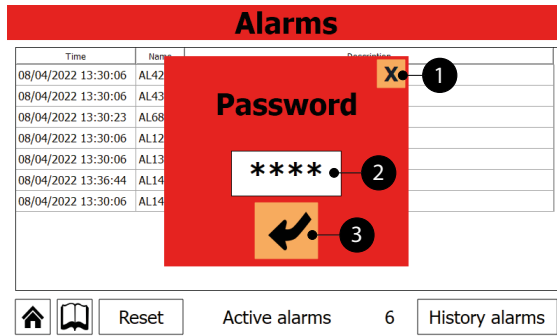 Alarms
Time Name Description
08/04/2022 13:30:06 AL42
X 1
08/04/2022 13:30:06 AL43
Password
08/04/2022 13:30:23 AL68
08/04/2022 13:30:06 AL12
08/04/2022 13:30:06 AL13
**** 2
08/04/2022 13:36:44 AL14
08/04/2022 13:30:06 AL14
3
Reset Active alarms 6 History alarms